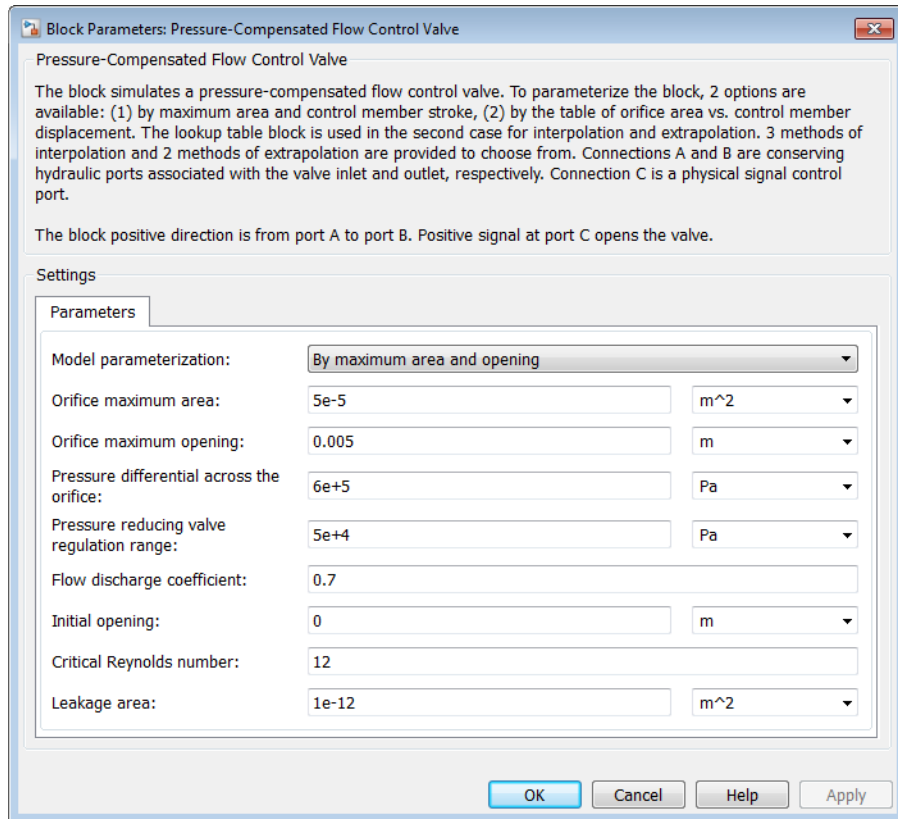 Block Parameters: Pressure-Compensated Flow Control Valve
Pressure-Compensated Flow Control Valve
The block simulates a pressure-compensated flow control valve. To parameterize the block, 2 options are
available: (1) by maximum area and control member stroke, (2) by the table of orifice area vs. control member
displacement. The lookup table block is used in the second case for interpolation and extrapolation. 3 methods of
interpolation and 2 methods of extrapolation are provided to choose from. Connections A and B are conserving
hydraulic ports associated with the valve inlet and outlet, respectively. Connection C is a physical signal control
port.
The block positive direction is from port A to port B. Positive signal at port C opens the valve.
Settings
Parameters
Model parameterization: By maximum area and opening
Orifice maximum area: 5e-5 m^2
Orifice maximum opening: 0.005 m
Pressure differential across the
orifice: 6e+5 Pa
Pressure reducing valve
regulation range: 5e+4 Pa
Flow discharge coefficient: 0.7
Initial opening: 0 m
Critical Reynolds number: 12
Leakage area: 1e-12 m^2
OK Cancel Help Apply